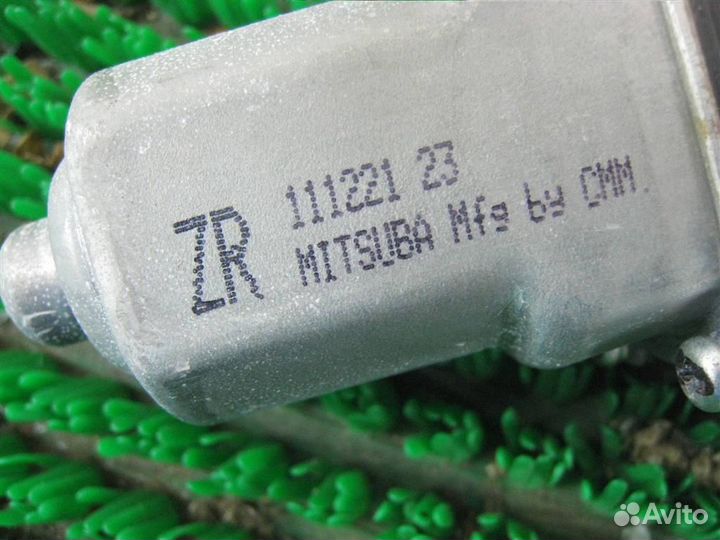 111221 23
ZR MITSUBA Mfg by CMM.
Avito